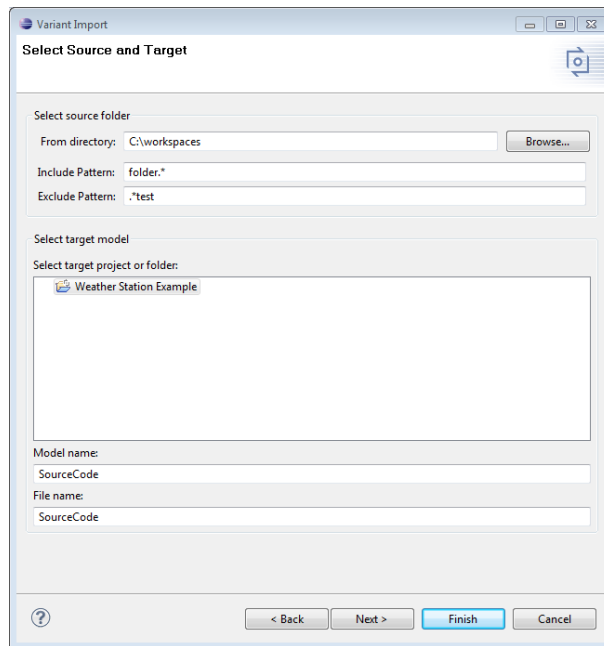 Variant Import
Select Source and Target
Select source folder
From directory: C:\workspaces Browse...
Include Pattern: folder.*
Exclude Pattern: .*test
Select target model
Select target project or folder:
Weather Station Example
Model name:
SourceCode
File name:
SourceCode
? < Back Next > Finish Cancel